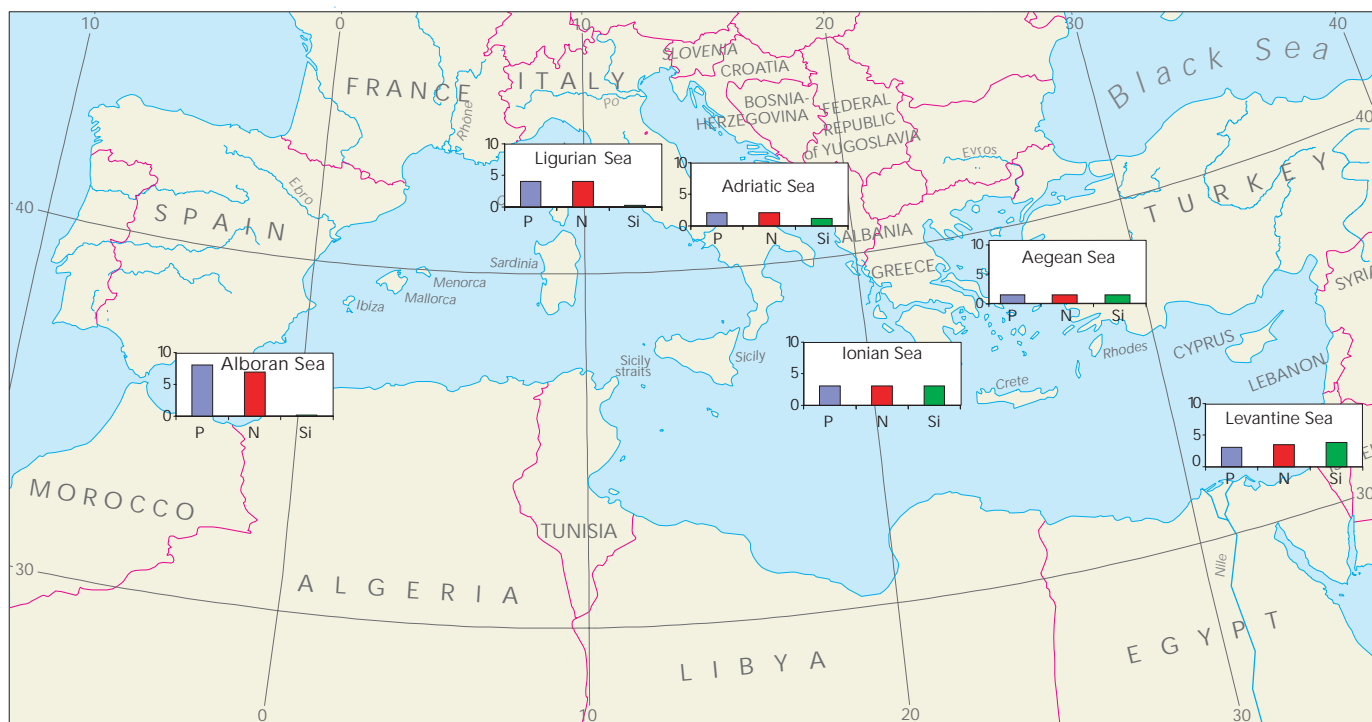 10
0
10
20
30
40
Black Sea
SLOVENIA
CROATIA
FRANCE
ITALY
Po
Rhône
BOSNIA-
HERZEGOVINA
FEDERAL
REPUBLIC
of YUGOSLAVIA
Evros
40
Ligurian Sea
10
5
0
P N Si
Adriatic Sea
10
5
0
P N Si
TURKEY
Ebro
SPAIN
40
ALBANIA
GREECE
Aegean Sea
10
5
0
P N Si
SYRIA
Sardinia
Menorca
Mallorca
Ibiza
Alboran Sea
10
5
0
P N Si
Sicily
straits
Sicily
Ionian Sea
10
5
0
P N Si
Rhodes
CYPRUS
Crete
LEBANON
Levantine Sea
10
5
0
P N Si
30
MOROCCO
TUNISIA
30
ALGERIA
Nile
LIBYA
EGYPT
0
10
20
30